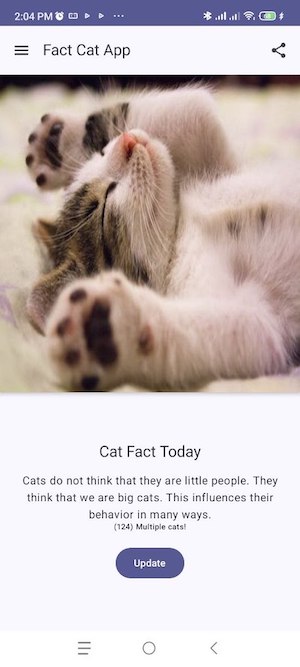 2:04 PM
Fact Cat App
Cat Fact Today
Cats do not think that they are little people. They
think that we are big cats. This influences their
behavior in many ways.
(124) Multiple cats!
Update